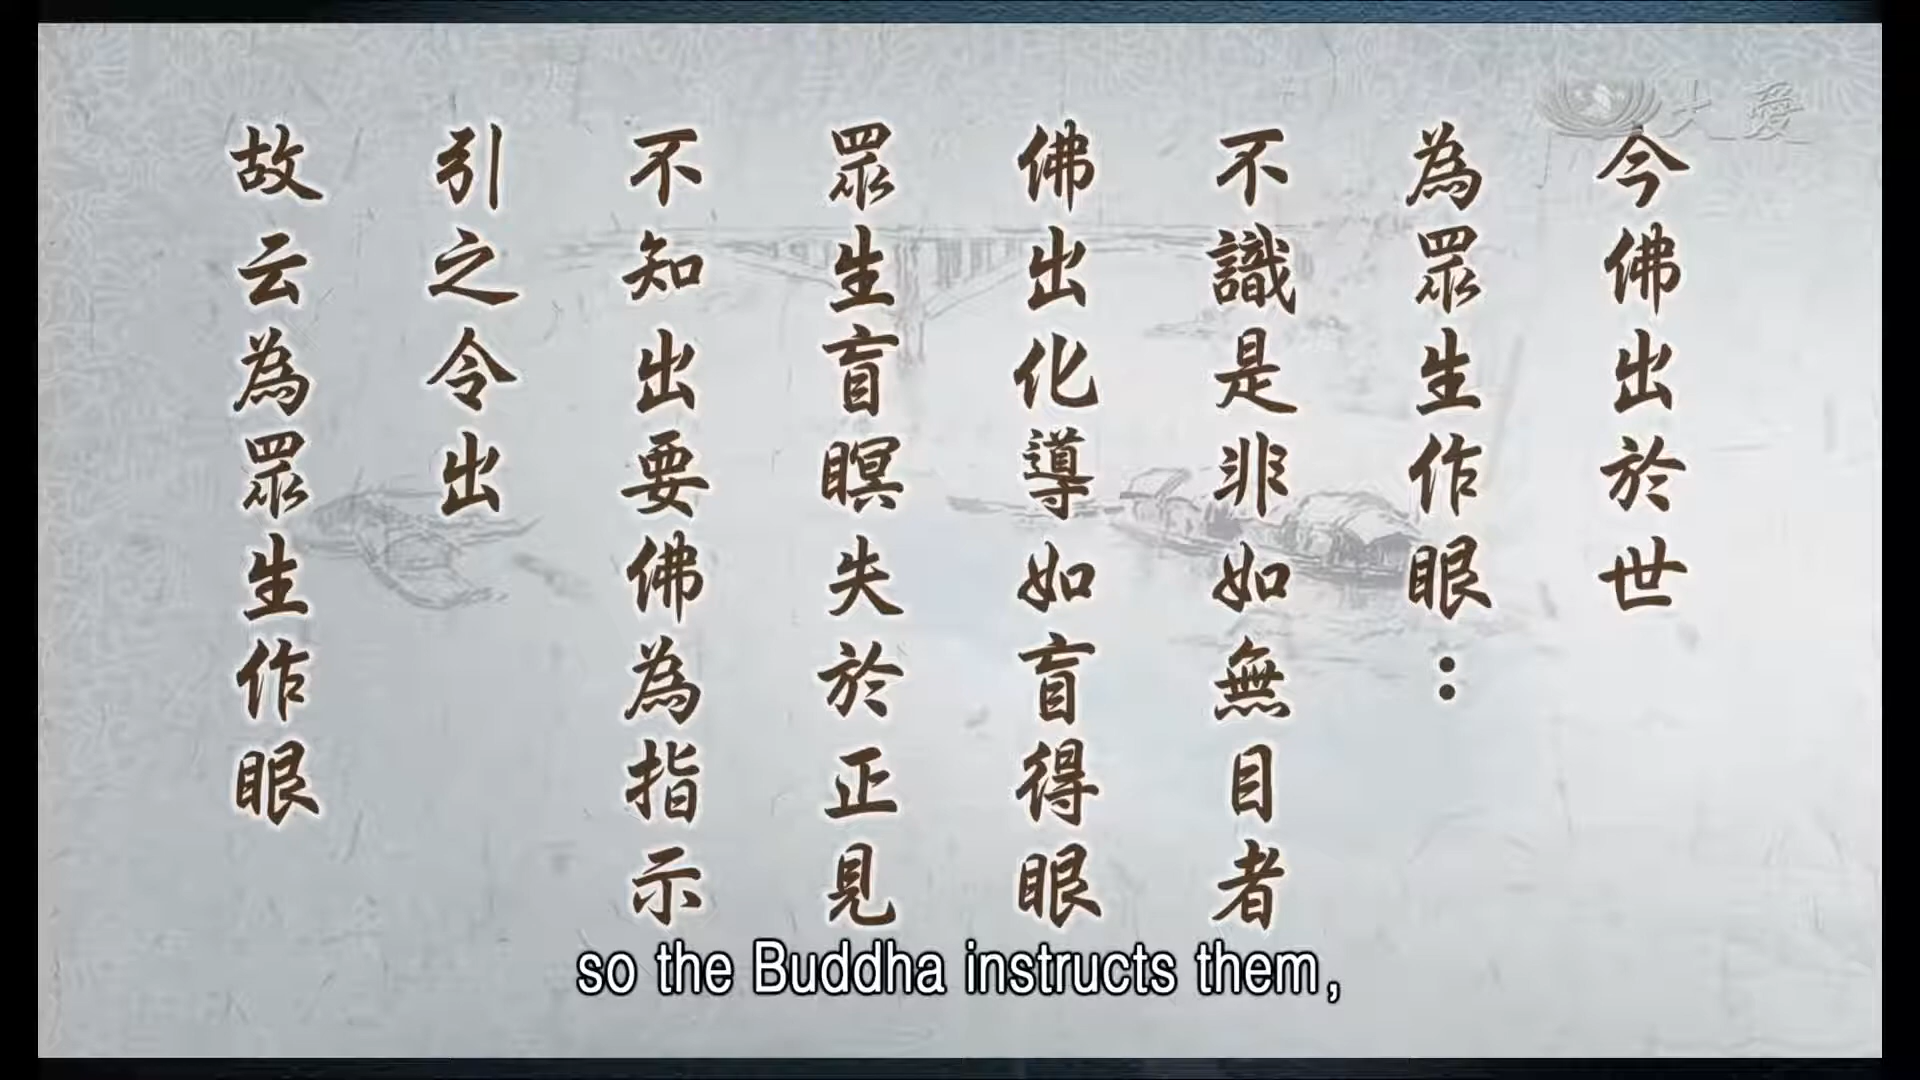 大愛
今佛出於世
為眾生作眼：
不識是非如無目者
佛出化導如盲得眼
眾生盲瞑失於正見
不知出要佛為指示
引之令出
故云為眾生作眼
so the Buddha instructs them,